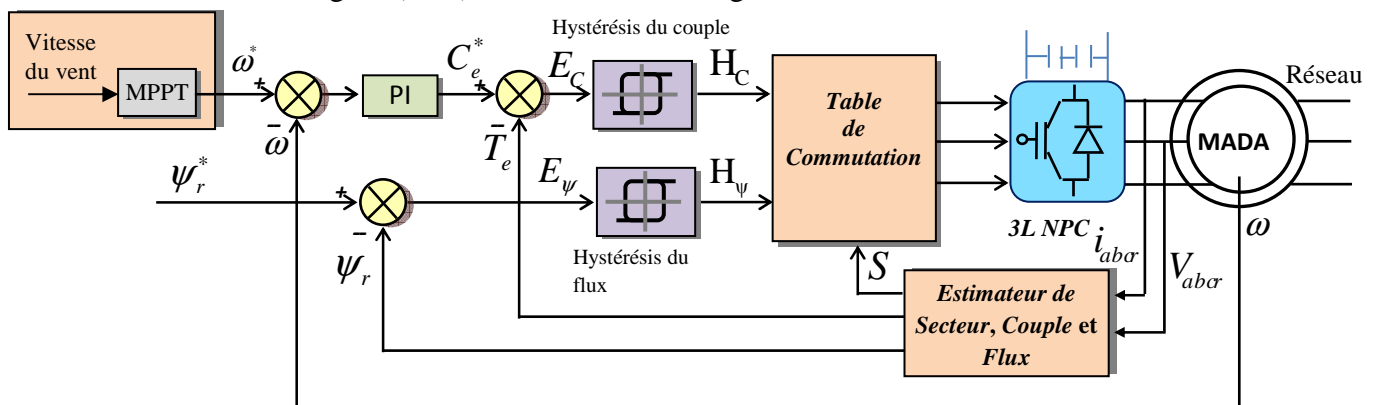 Hystérésis du couple
Vitesse
du vent
MPPT
ω*
+
-
ω
PI
C_e^*
+
-
T_e
E_C
H_C
Table
de
Commutation
Réseau
MADA
3L NPC
i_abcr
V_abcr
ω
ψ_r^*
+
-
ψ_r
E_ψ
H_ψ
Hystérésis du
flux
S
Estimateur de
Secteur, Couple et
Flux